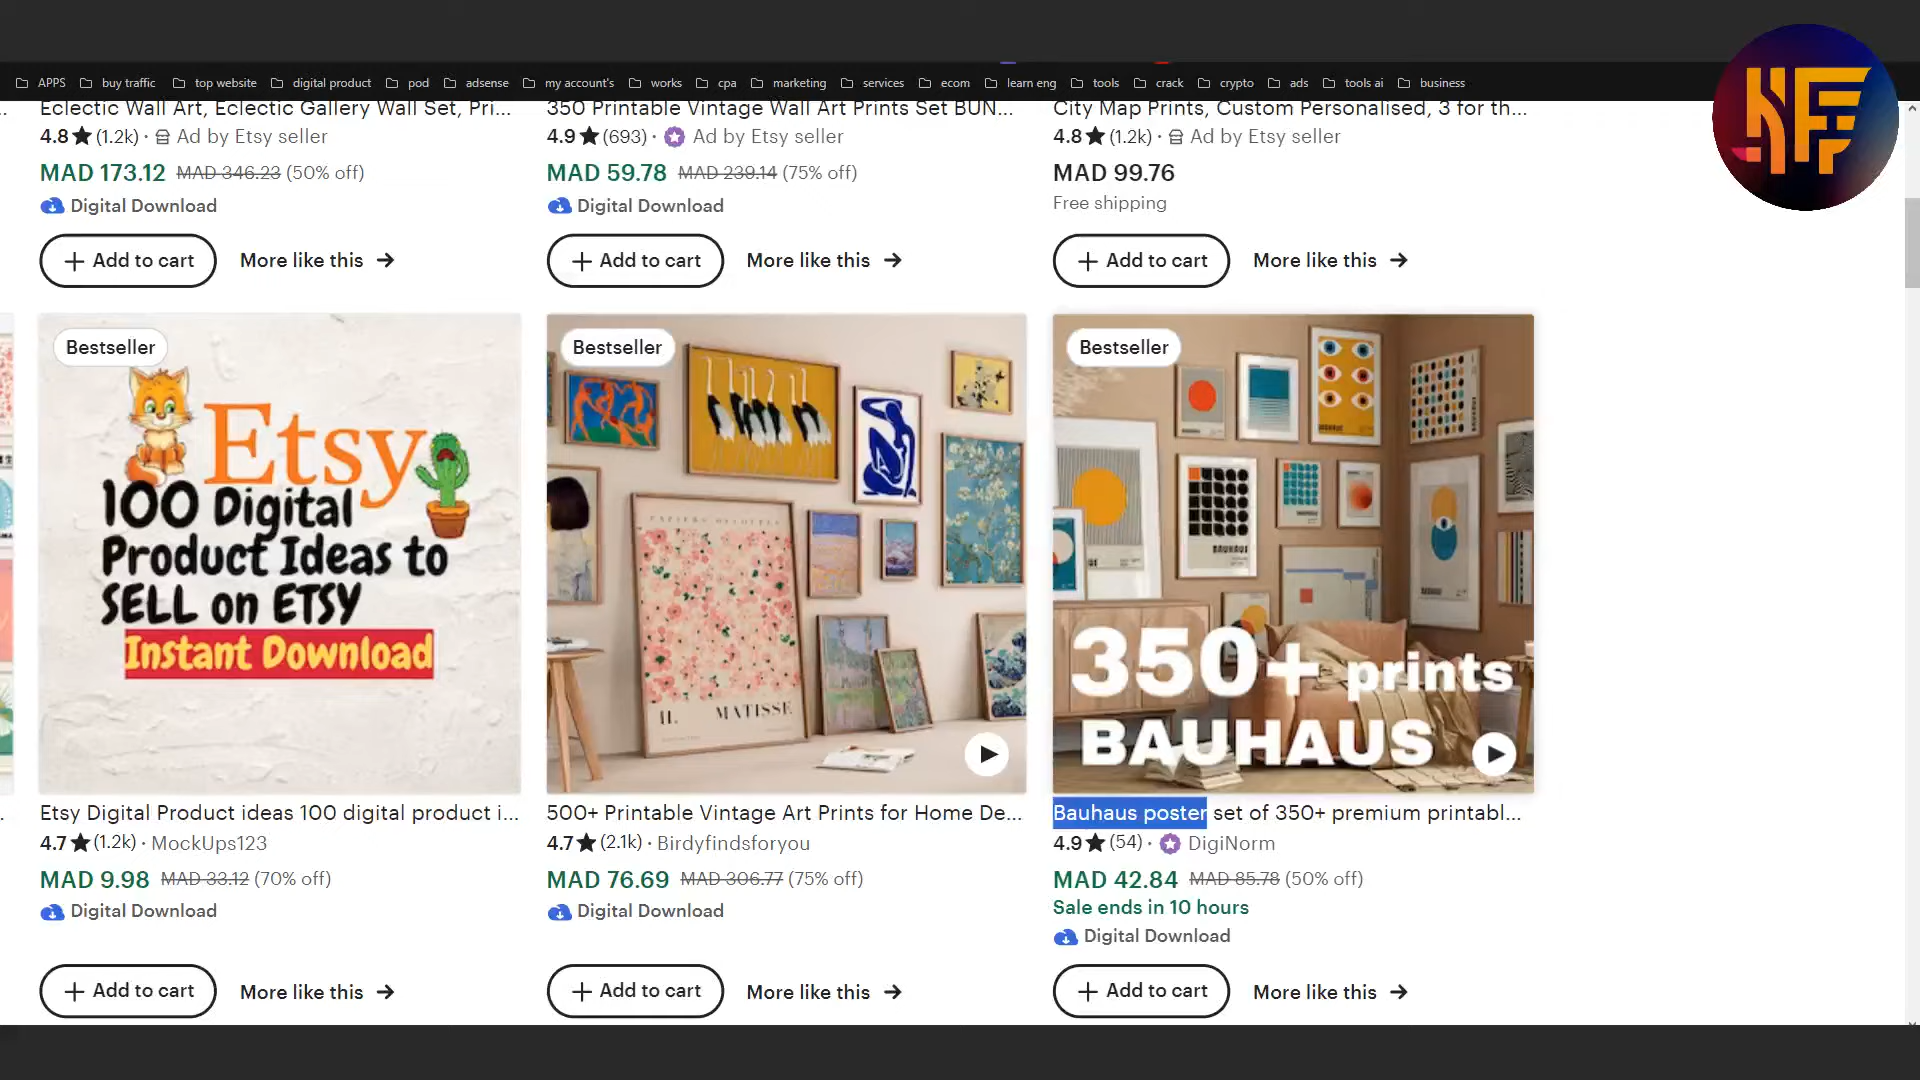 APPS buy traffic top website digital product pod adsense my account's works cpa marketing services ecom learn eng tools crack crypto ads tools ai business
Eclectic Wall Art, Eclectic Gallery Wall Set, Pri...
4.8 (1.2k) · Ad by Etsy seller
MAD 173.12 MAD 346.23 (50% off)
Digital Download
+ Add to cart More like this →
350 Printable Vintage Wall Art Prints Set BUN...
4.9 (693) · Ad by Etsy seller
MAD 59.78 MAD 239.14 (75% off)
Digital Download
+ Add to cart More like this →
City Map Prints, Custom Personalised, 3 for th...
4.8 (1.2k) · Ad by Etsy seller
MAD 99.76
Free shipping
+ Add to cart More like this →
Bestseller
Etsy
100 Digital
Product Ideas to
SELL on ETSY
Instant Download
Etsy Digital Product ideas 100 digital product i...
4.7 (1.2k) · MockUps123
MAD 9.98 MAD 33.12 (70% off)
Digital Download
+ Add to cart More like this →
Bestseller
II. MATISSE
500+ Printable Vintage Art Prints for Home De...
4.7 (2.1k) · Birdyfindsforyou
MAD 76.69 MAD 306.77 (75% off)
Digital Download
+ Add to cart More like this →
Bestseller
BAUHAUS
350+ prints
BAUHAUS
Bauhaus poster set of 350+ premium printabl...
4.9 (54) · DigiNorm
MAD 42.84 MAD 85.78 (50% off)
Sale ends in 10 hours
Digital Download
+ Add to cart More like this →